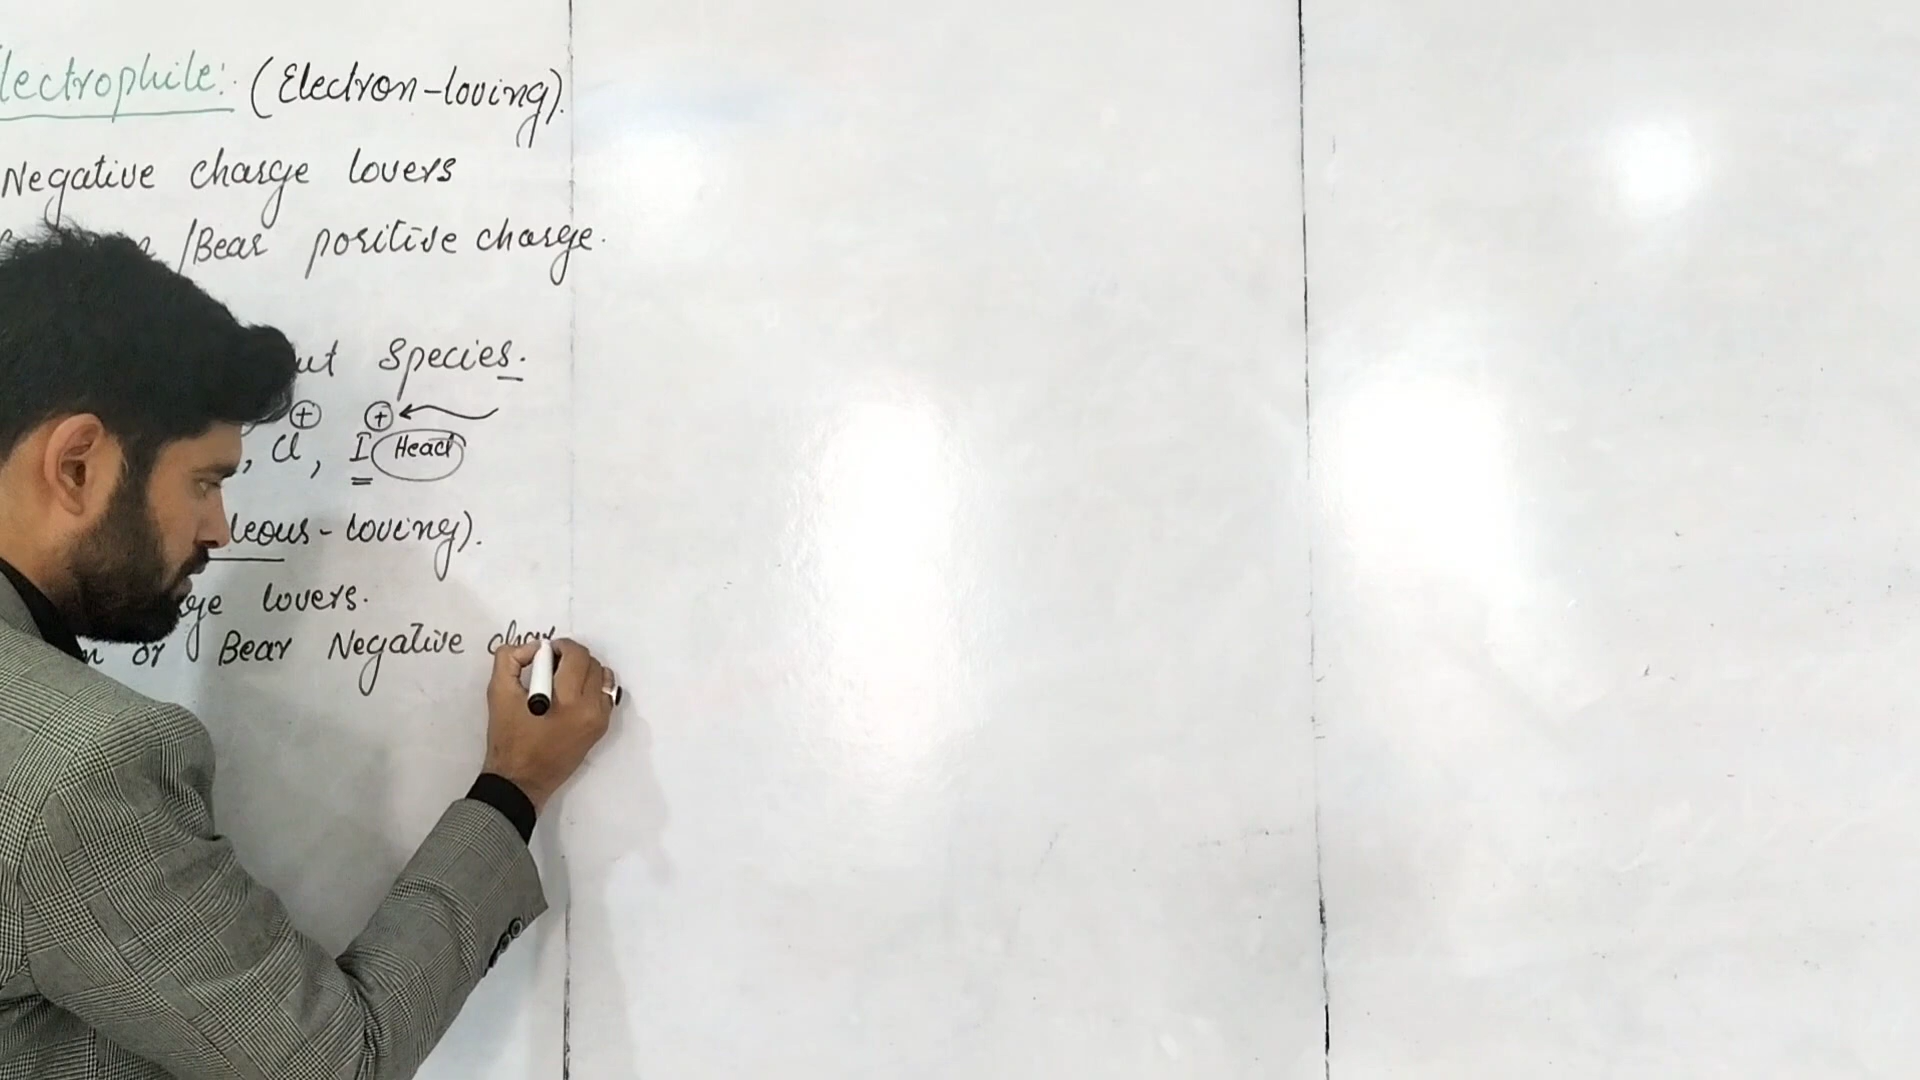 lectrophile: (Electron-loving).
Negative charge lovers
/Bear positive charge.
ut Species.
⊕ ⊕
, Cl, I Head
leous-loving).
ge lovers.
or Bear Negative char